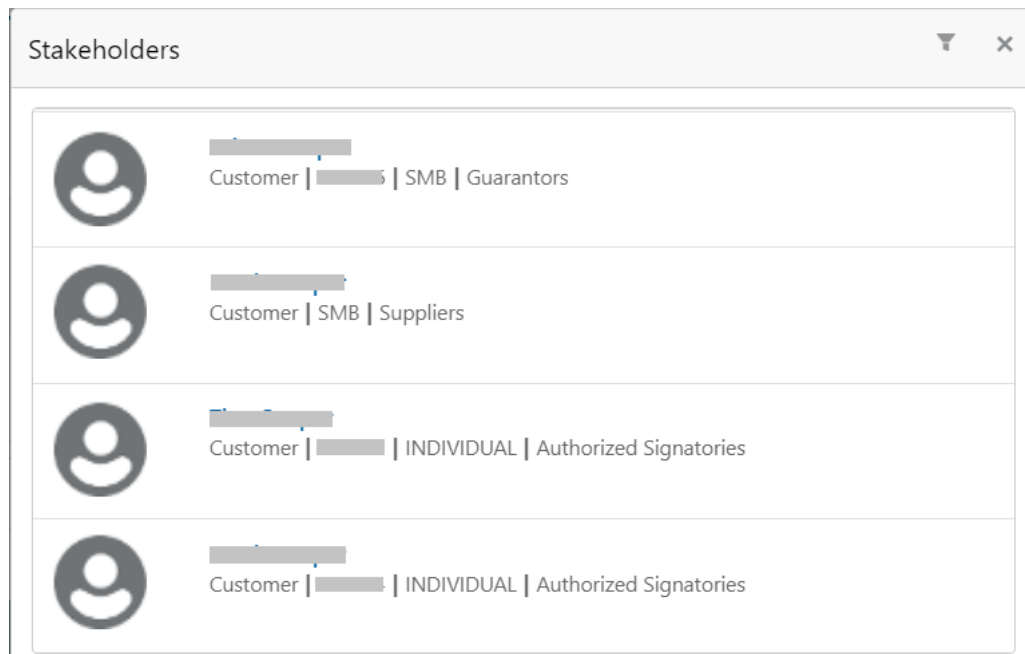 Stakeholders
Customer | | SMB | Guarantors
Customer | SMB | Suppliers
Customer | | INDIVIDUAL | Authorized Signatories
Customer | | INDIVIDUAL | Authorized Signatories